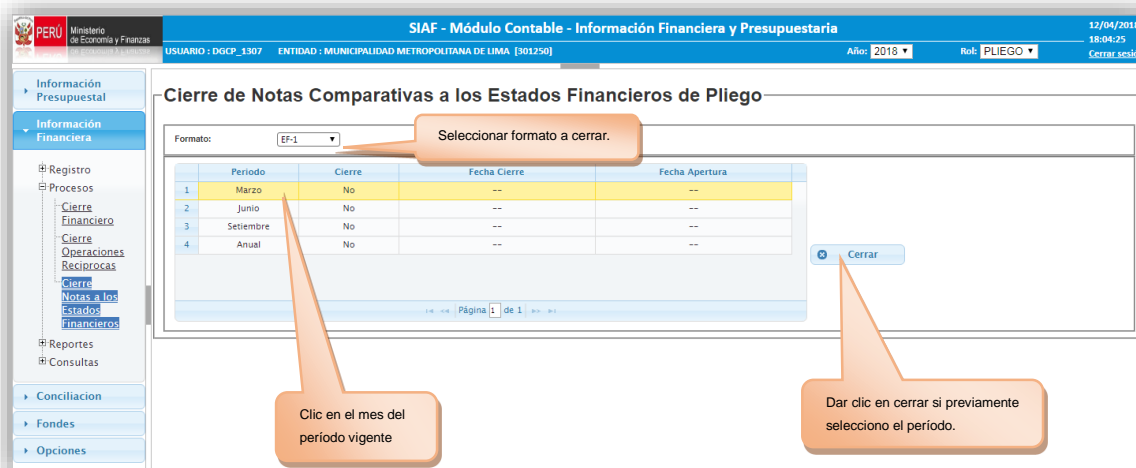 PERÚ
Ministerio
de Economía y Finanzas
SIAF - Módulo Contable - Información Financiera y Presupuestaria
12/04/2018
18:04:25
USUARIO : DGCP_1307 ENTIDAD : MUNICIPALIDAD METROPOLITANA DE LIMA [301250]
Año: 2018
Rol: PLIEGO
Cerrar sesió
Información
Presupuestal
Información
Financiera
Registro
Procesos
Cierre
Financiero
Cierre
Operaciones
Reciprocas
Cierre
Notas a los
Estados
Financieros
Reportes
Consultas
Conciliacion
Fondes
Opciones
Cierre de Notas Comparativas a los Estados Financieros de Pliego
Formato: EF-1
Seleccionar formato a cerrar.
Periodo Cierre Fecha Cierre Fecha Apertura
1 Marzo No -- --
2 Junio No -- --
3 Setiembre No -- --
4 Anual No -- --
Página 1 de 1
Cerrar
Clic en el mes del
período vigente
Dar clic en cerrar si previamente
selecciono el período.